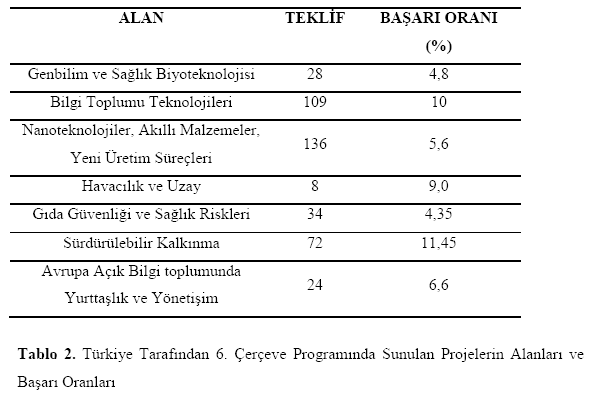 ALAN TEKLİF BAŞARI ORANI
(%)
Genbilim ve Sağlık Biyoteknolojisi 28 4,8
Bilgi Toplumu Teknolojileri 109 10
Nanoteknolojiler, Akıllı Malzemeler,
Yeni Üretim Süreçleri 136 5,6
Havacılık ve Uzay 8 9,0
Gıda Güvenliği ve Sağlık Riskleri 34 4,35
Sürdürülebilir Kalkınma 72 11,45
Avrupa Açık Bilgi toplumunda
Yurttaşlık ve Yönetişim 24 6,6
Tablo 2. Türkiye Tarafından 6. Çerçeve Programında Sunulan Projelerin Alanları ve
Başarı Oranları